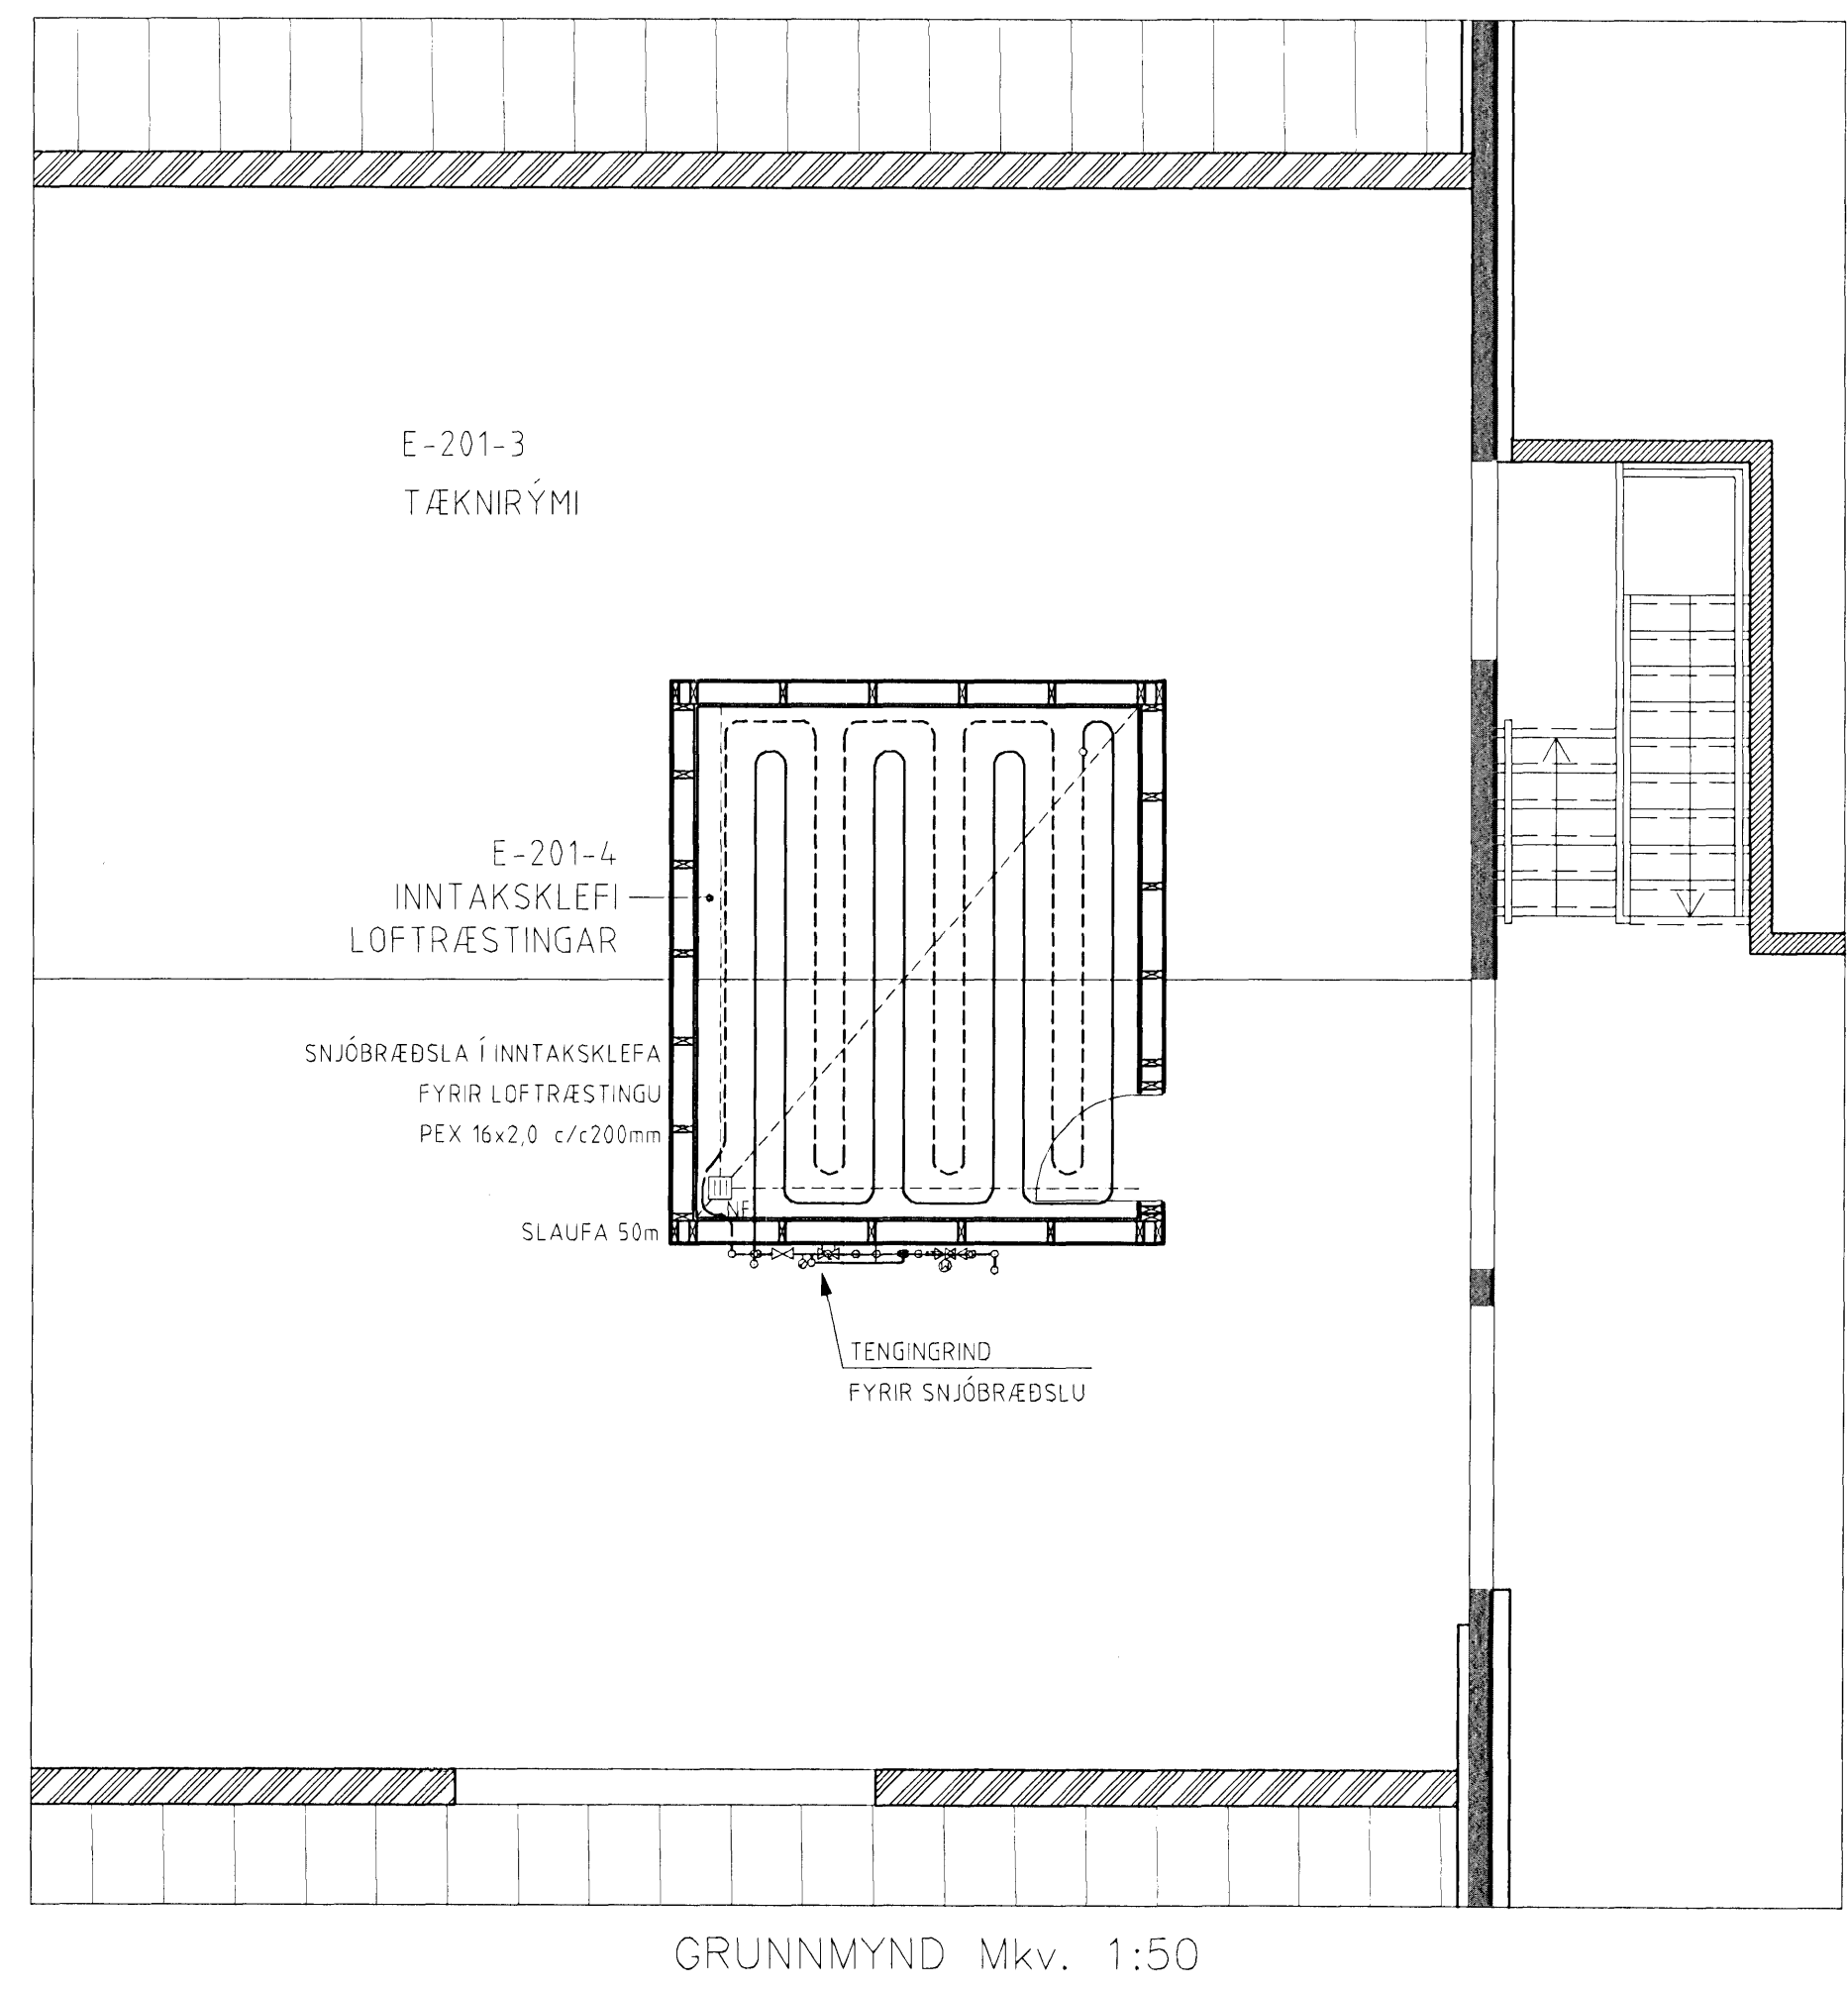 E-201-3
TÆKNIRÝMI
E-201-4
INNTAKSKLEFI
LOFTRÆSTINGAR
SNJÓBRÆÐSLA Í INNTAKSKLEFA
FYRIR LOFTRÆSTINGU
PEX 16x2,0 c/c200mm
NF
SLAUFA 50m
TENGINGRIND
FYRIR SNJÓBRÆÐSLU
GRUNNMYND Mkv. 1:50